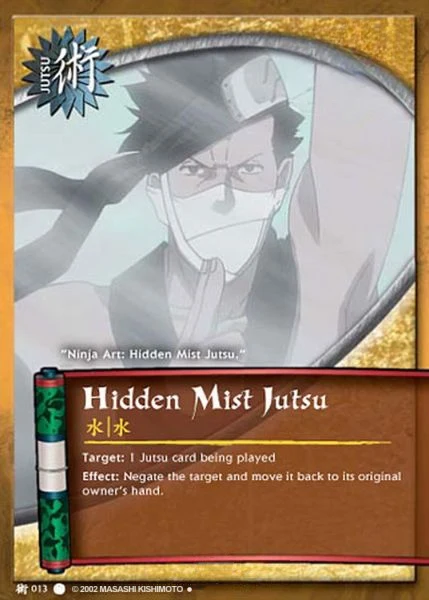 JUTSU
術
"Ninja Art: Hidden Mist Jutsu."
Hidden Mist Jutsu
水|水
Target: 1 Jutsu card being played
Effect: Negate the target and move it back to its original
owner's hand.
術 013 © 2002 MASASHI KISHIMOTO